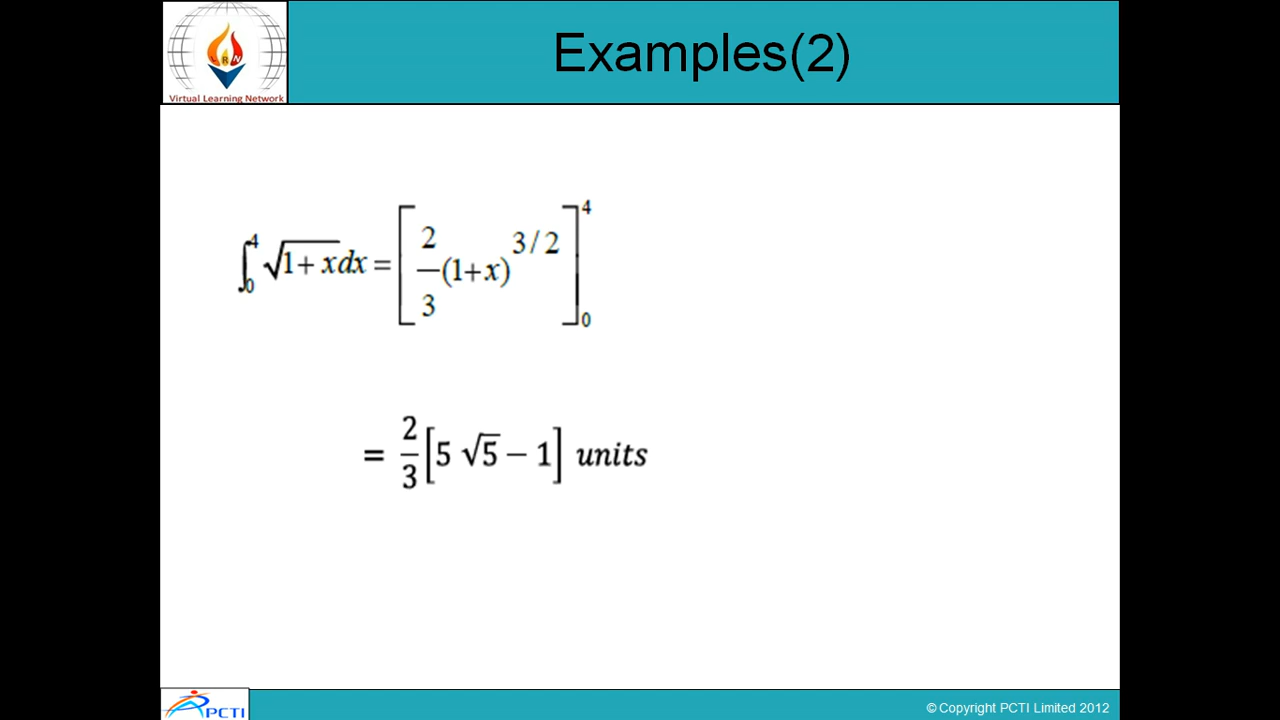 Examples(2)
LRN
Virtual Learning Network
∫₀⁴ √(1+x)dx = [2/3 (1+x)^3/2]₀⁴
= 2/3 [5 √5 − 1] units
PCTI
© Copyright PCTI Limited 2012